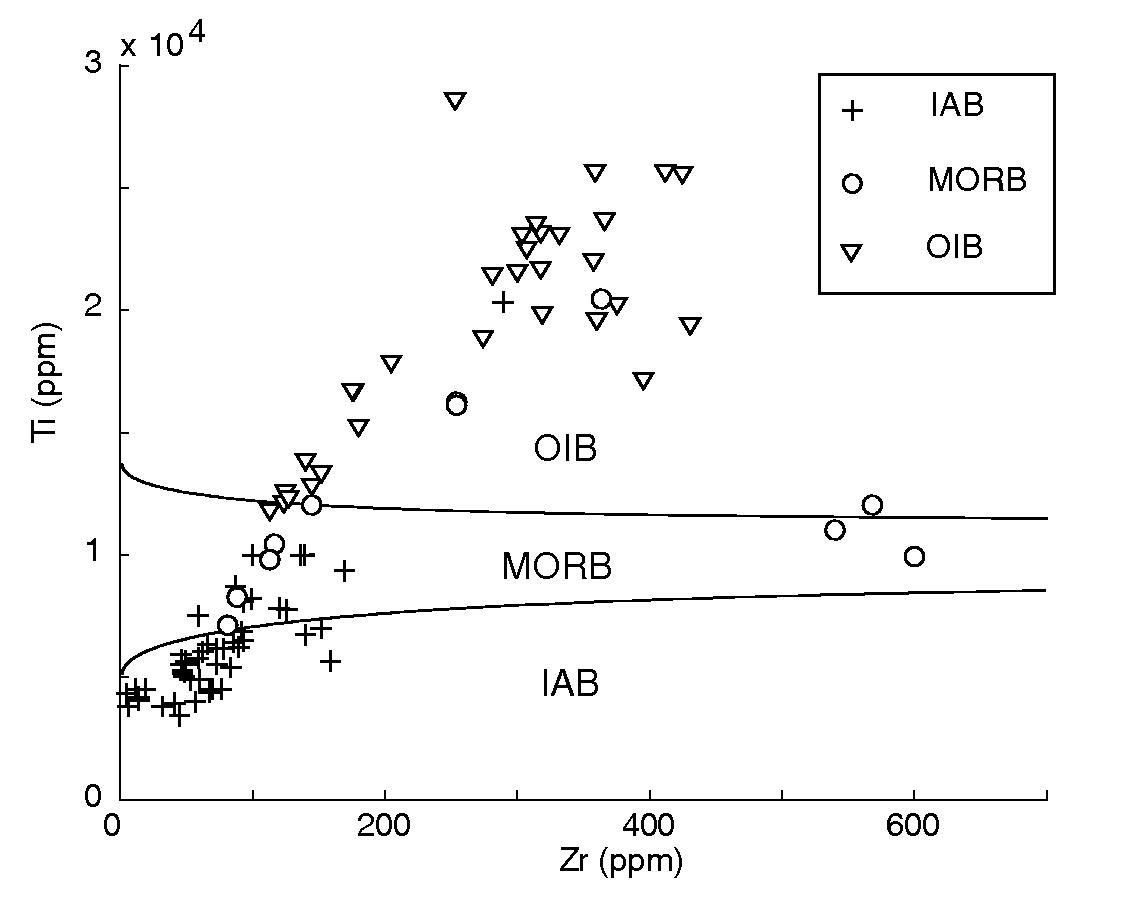 x 10^4
3
IAB
MORB
OIB
2
Ti (ppm)
OIB
1
MORB
IAB
0
0 200 400 600
Zr (ppm)